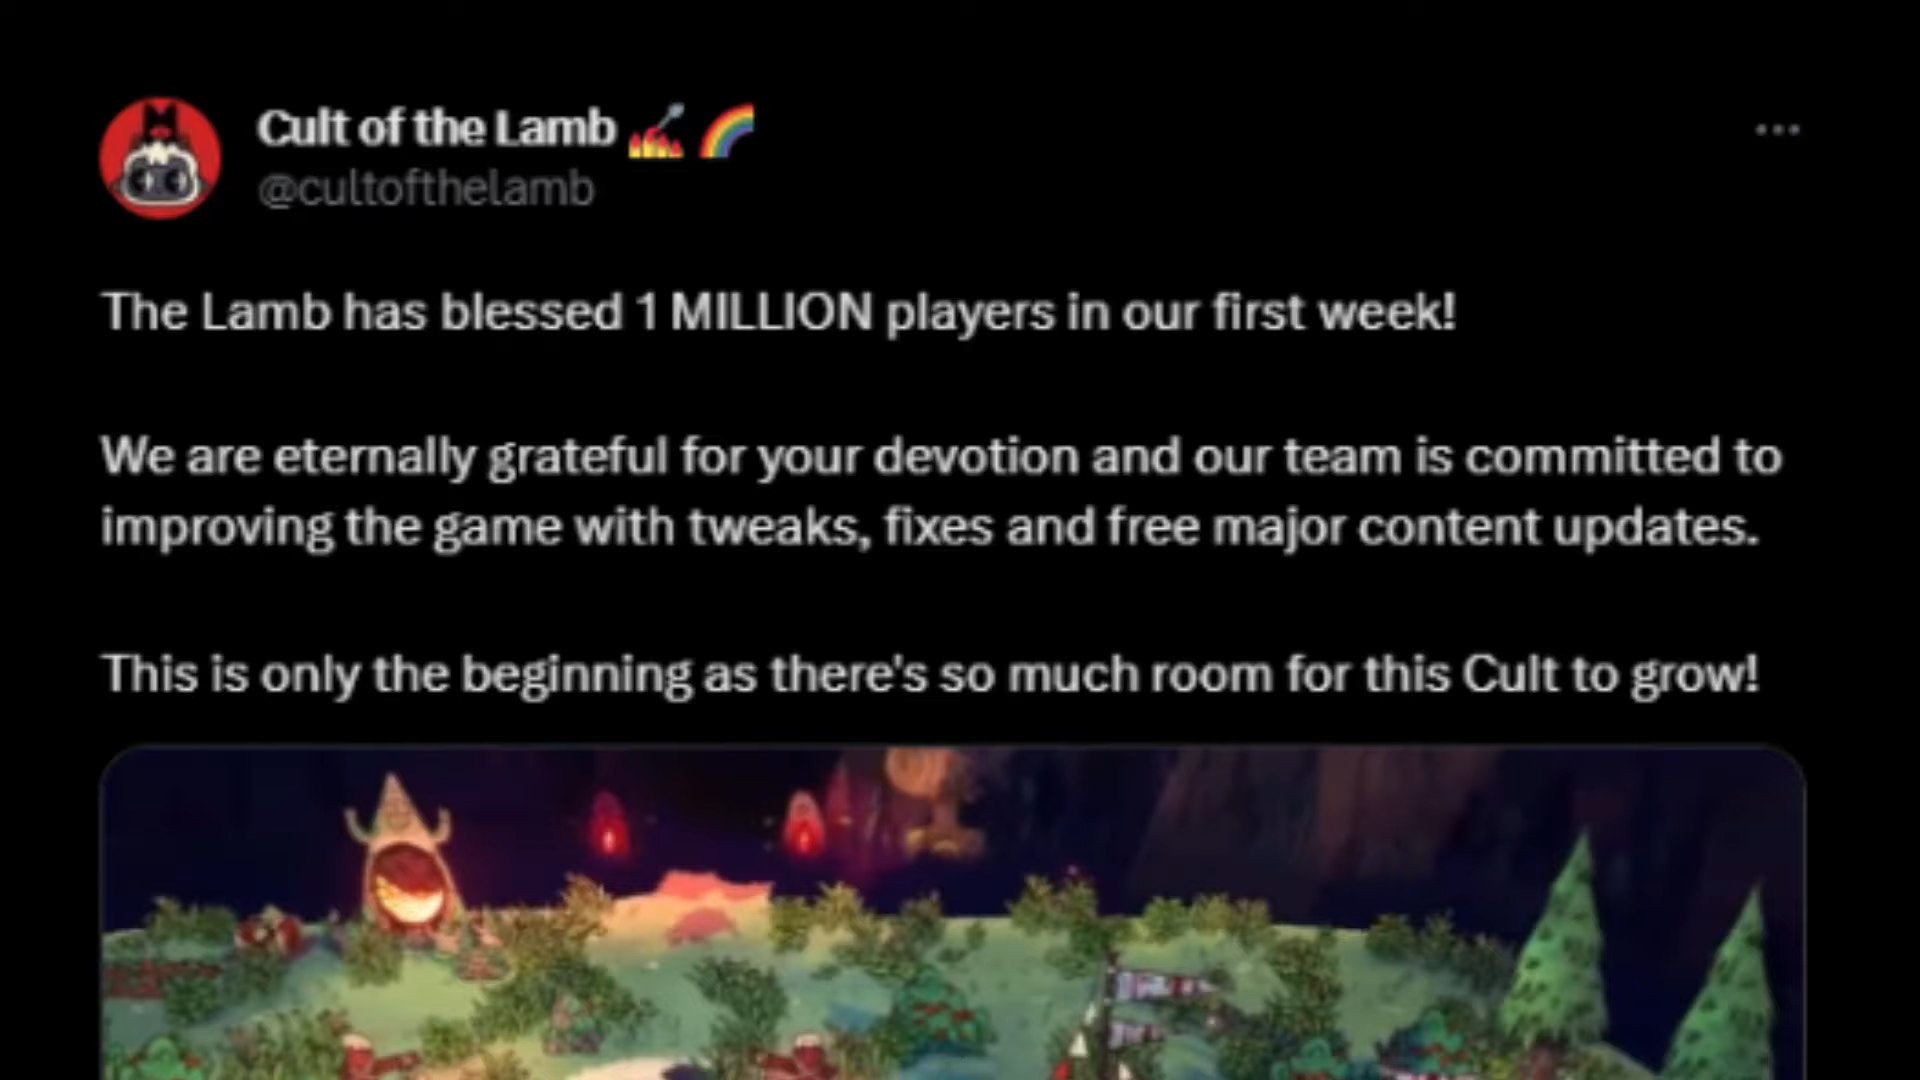 Cult of the Lamb
@cultofthelamb
The Lamb has blessed 1 MILLION players in our first week!
We are eternally grateful for your devotion and our team is committed to
improving the game with tweaks, fixes and free major content updates.
This is only the beginning as there's so much room for this Cult to grow!